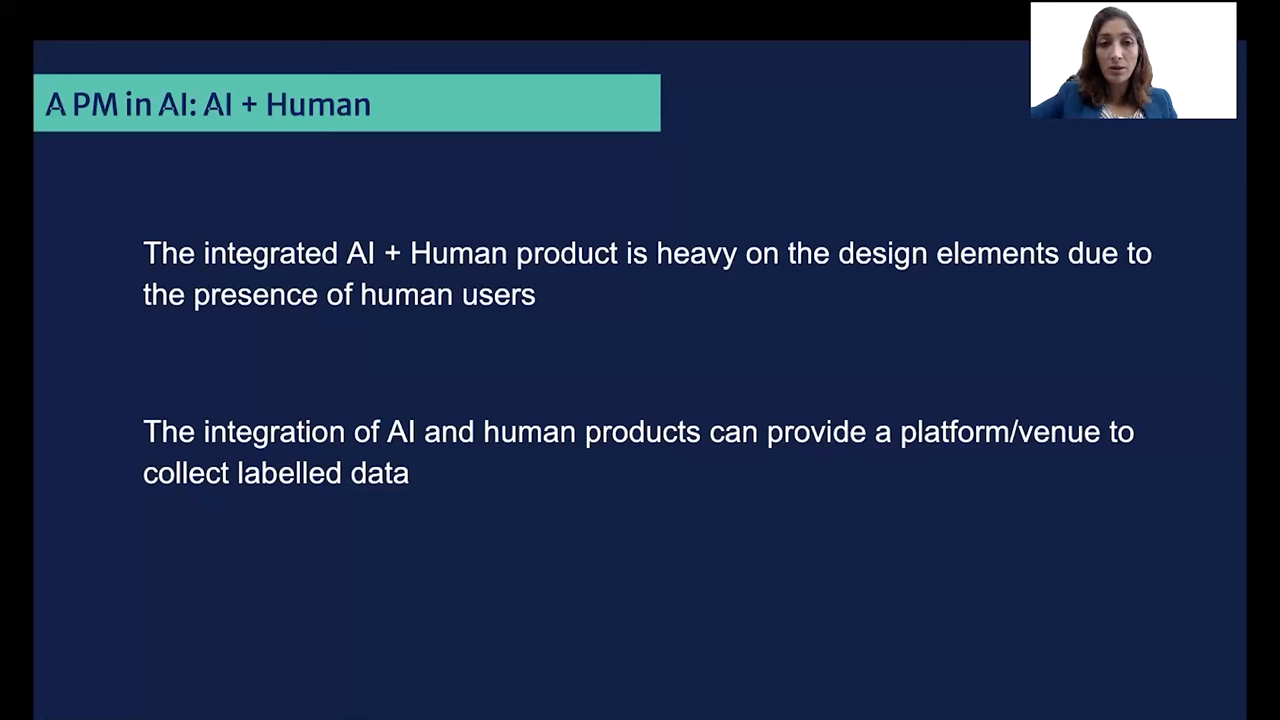 A PM in AI: AI + Human
The integrated AI + Human product is heavy on the design elements due to
the presence of human users
The integration of AI and human products can provide a platform/venue to
collect labelled data